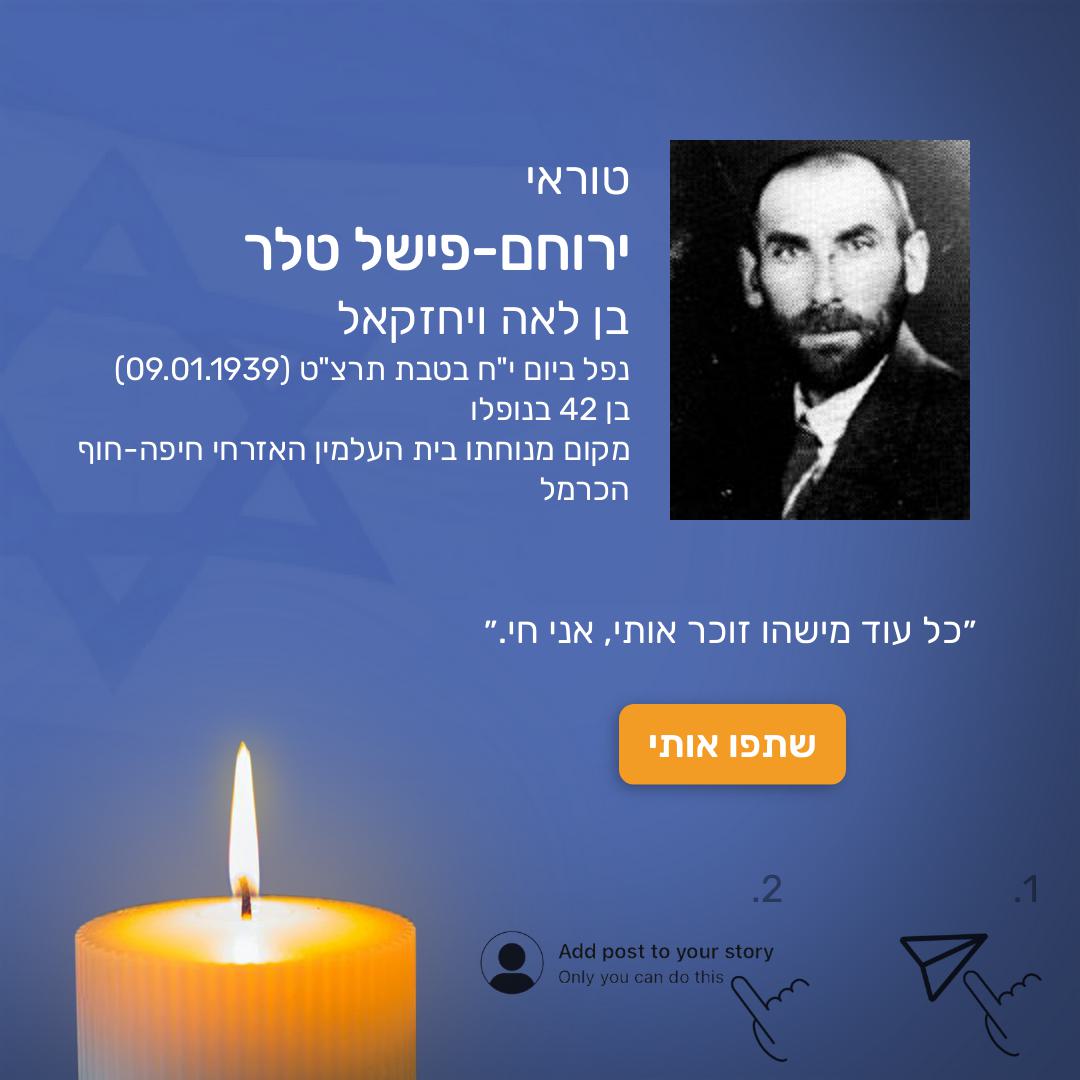 טוראי
ירוחם-פישל טלר
בן לאה ויחזקאל
נפל ביום י"ח בטבת תרצ"ט (09.01.1939)
בן 42 בנופלו
מקום מנוחתו בית העלמין האזרחי חיפה-חוף
הכרמל
״כל עוד מישהו זוכר אותי, אני חי.״
שתפו אותי
1.
2.
Add post to your story
Only you can do this